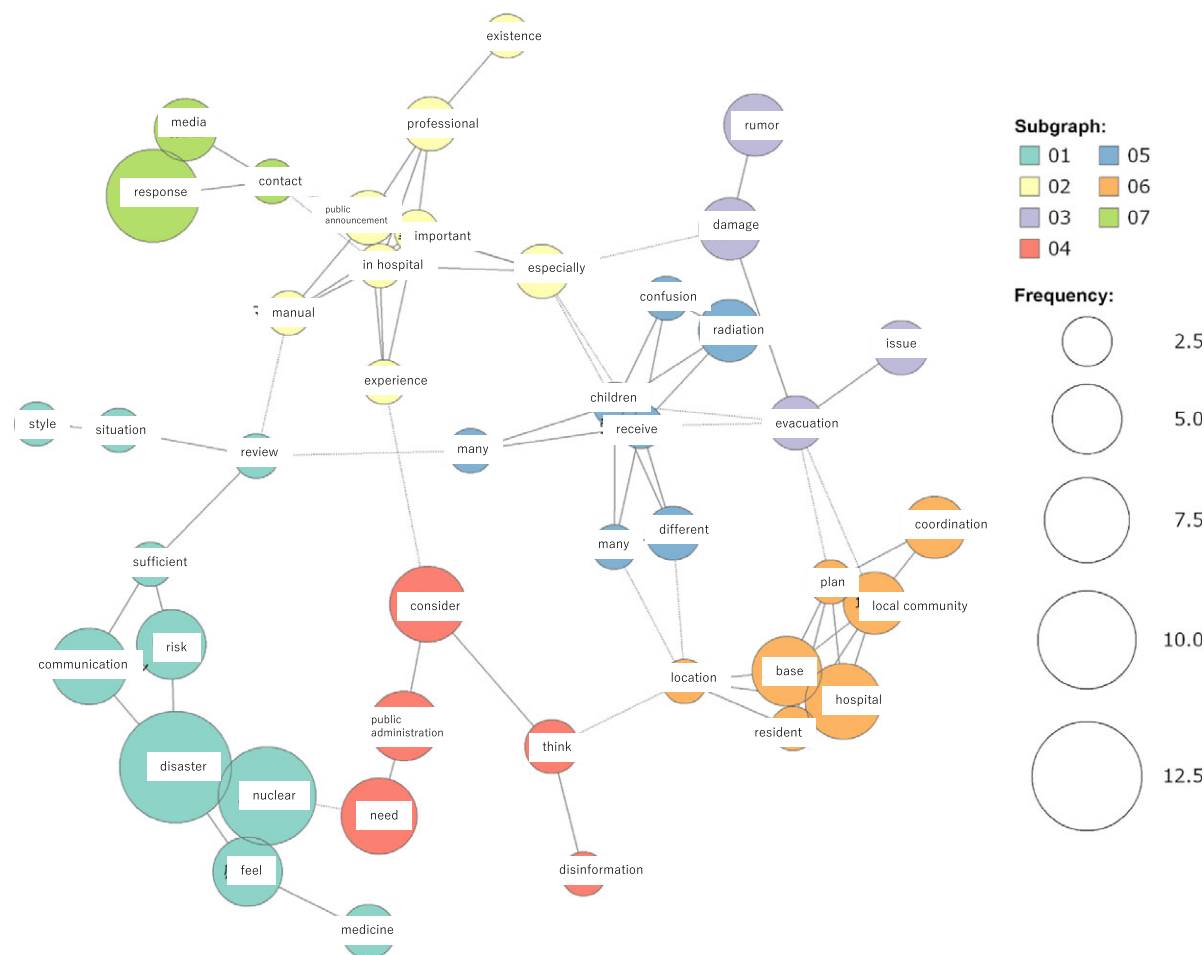 existence
media
professional
rumor
response
contact
public
announcement
important
damage
in hospital
especially
confusion
manual
radiation
issue
experience
children
style
situation
receive
evacuation
review
many
coordination
different
many
sufficient
plan
consider
local community
risk
communication
location
base
hospital
public
administration
resident
think
disaster
nuclear
need
feel
disinformation
medicine
Subgraph:
01
05
02
06
03
07
04
Frequency:
2.5
5.0
7.5
10.0
12.5